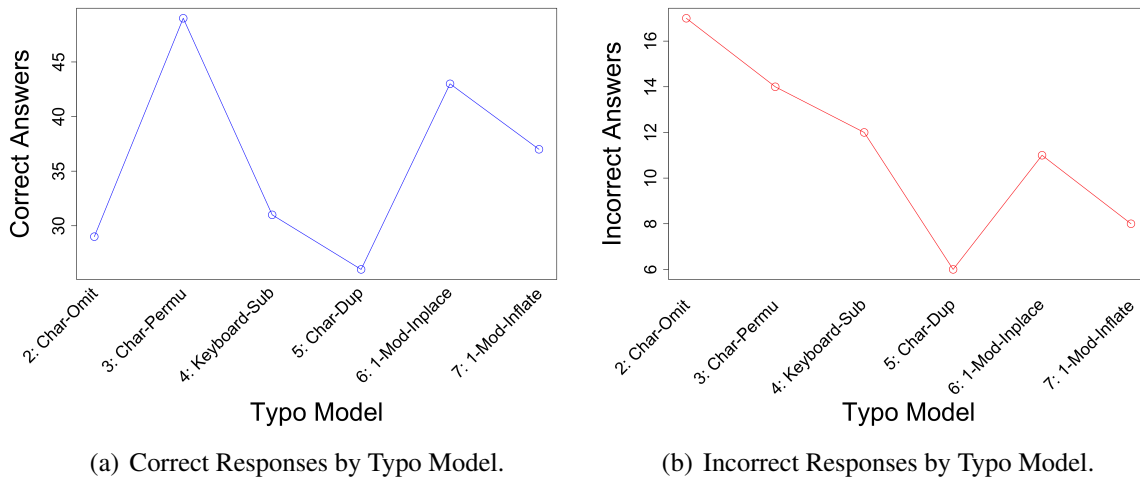 Correct Answers
45
40
35
30
2: Char-Omit
3: Char-Permu
4: Keyboard-Sub
5: Char-Dup
6: 1-Mod-Inplace
7: 1-Mod-Inflate
Typo Model
(a) Correct Responses by Typo Model.
Incorrect Answers
16
14
12
10
8
6
2: Char-Omit
3: Char-Permu
4: Keyboard-Sub
5: Char-Dup
6: 1-Mod-Inplace
7: 1-Mod-Inflate
Typo Model
(b) Incorrect Responses by Typo Model.